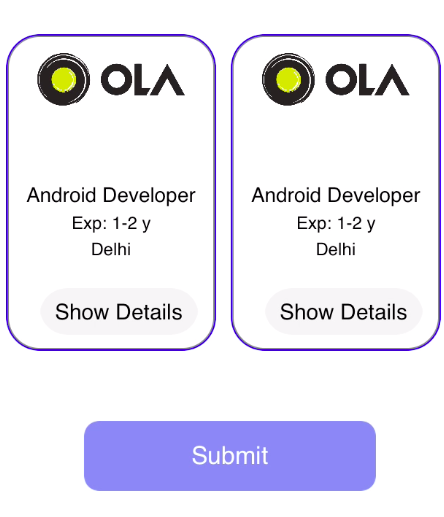 OLA
Android Developer
Exp: 1-2 y
Delhi
Show Details
OLA
Android Developer
Exp: 1-2 y
Delhi
Show Details
Submit